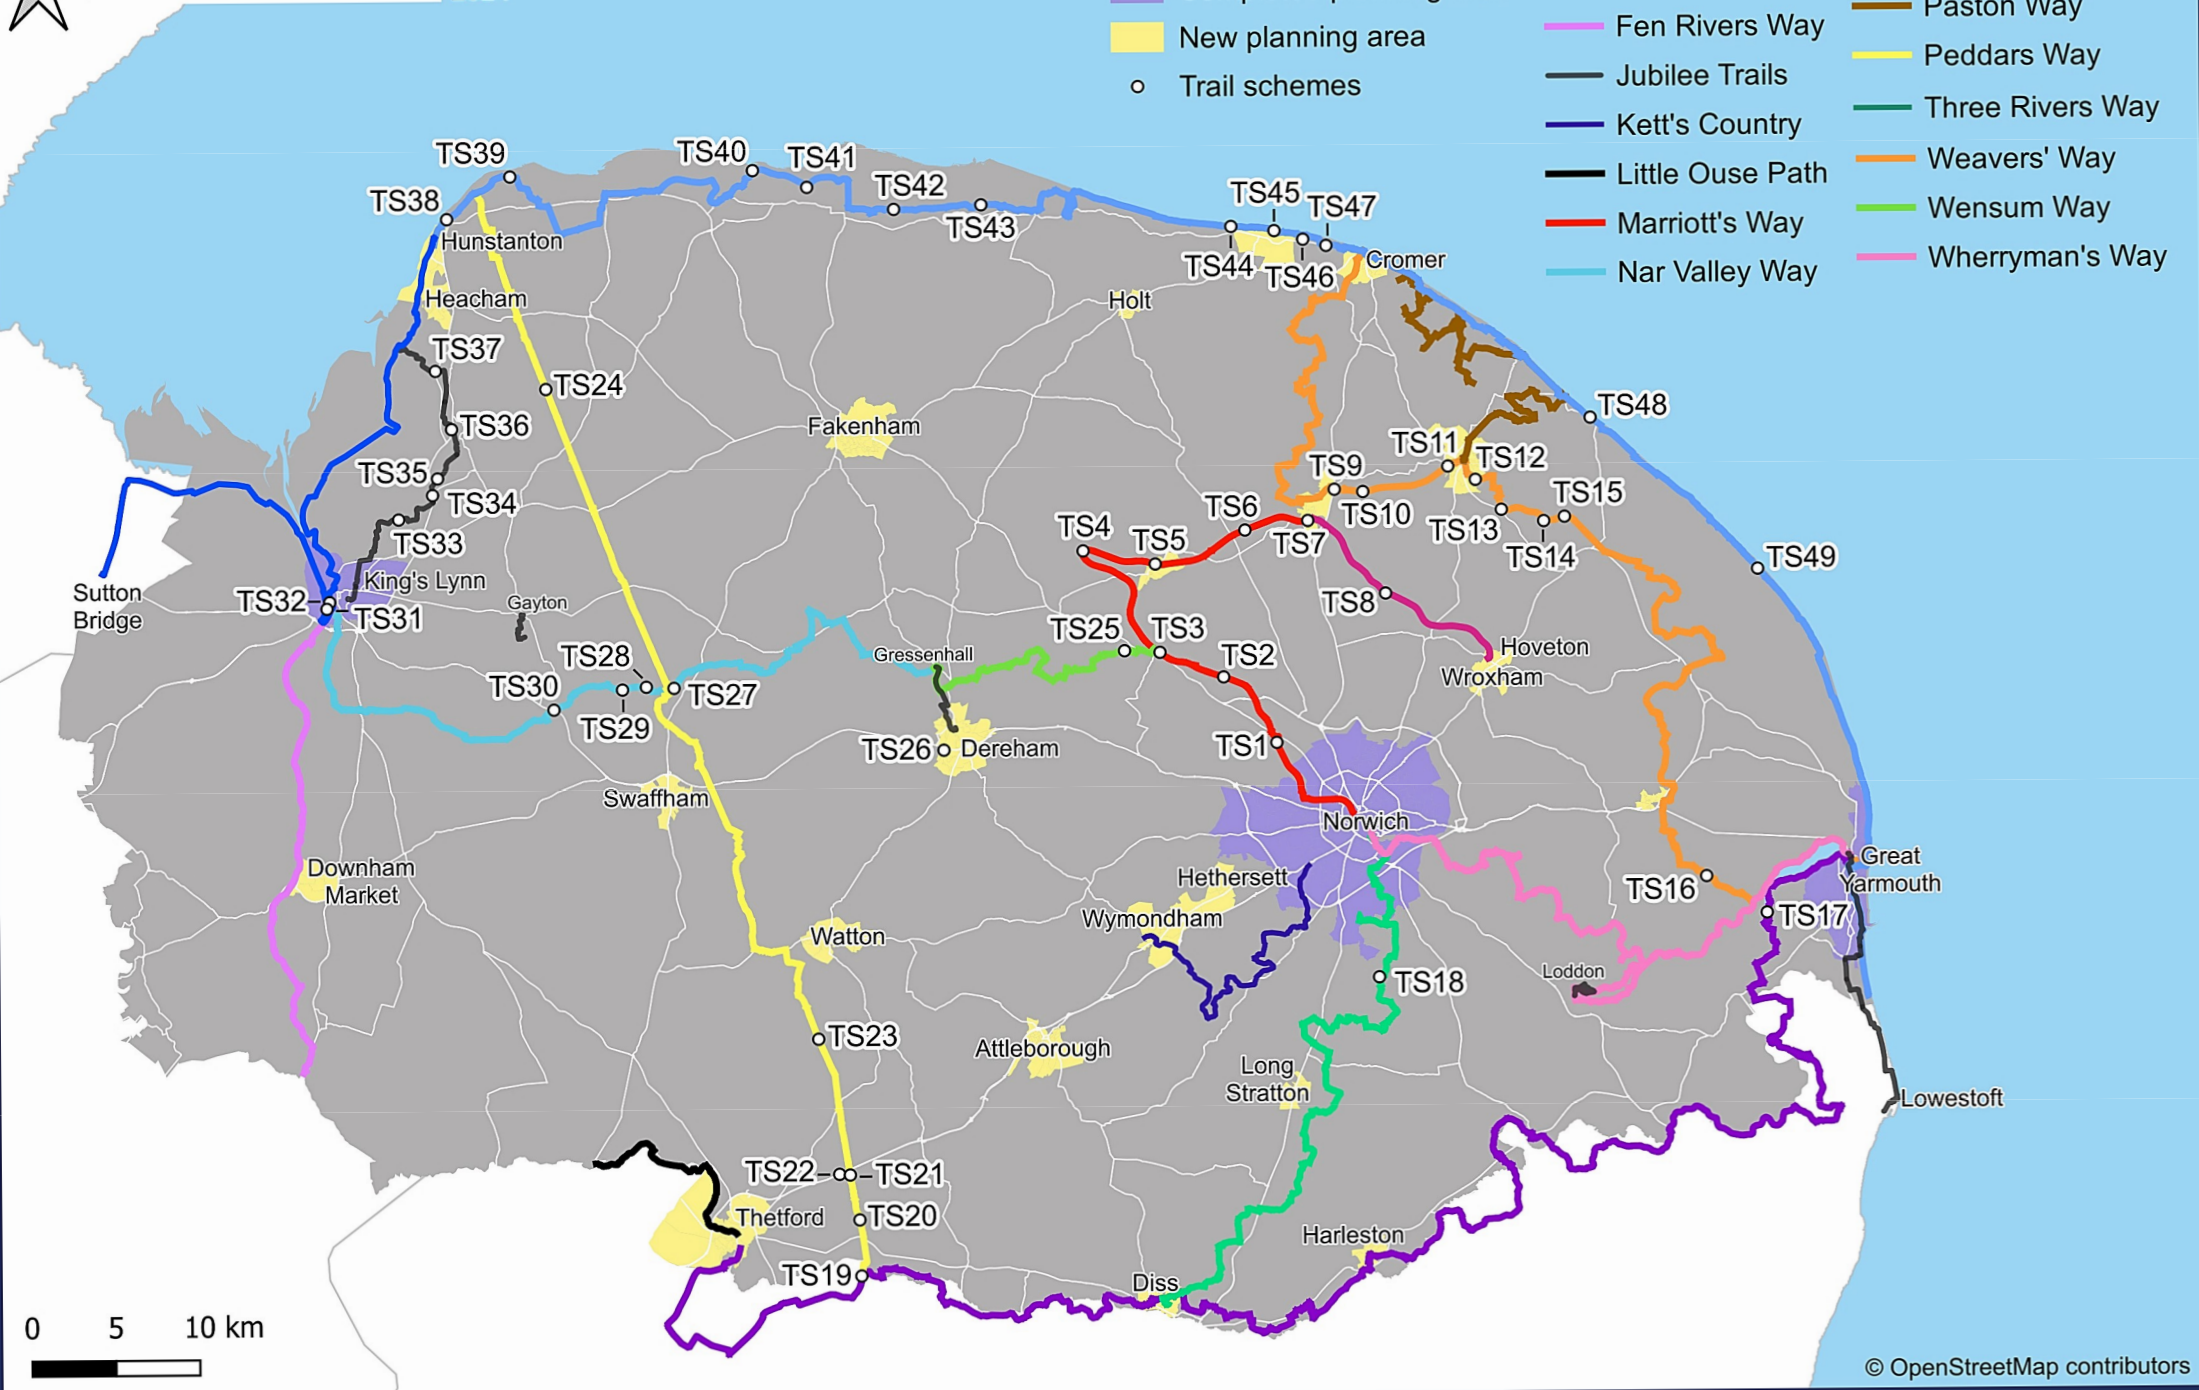 New planning area
Trail schemes
Fen Rivers Way
Jubilee Trails
Kett's Country
Little Ouse Path
Marriott's Way
Nar Valley Way
Paston Way
Peddars Way
Three Rivers Way
Weavers' Way
Wensum Way
Wherryman's Way
TS39
TS40
TS41
TS38
TS42
TS43
TS45
TS47
TS44
TS46
Hunstanton
Cromer
Heacham
Holt
TS37
TS24
TS48
TS36
Fakenham
TS11
TS12
TS35
TS9
TS34
TS15
TS6
TS10
TS4
TS13
TS33
TS5
TS7
TS14
TS49
Sutton
Bridge
King's Lynn
TS32
TS31
Gayton
TS8
TS25
TS3
Hoveton
Wroxham
TS28
Gressenhall
TS2
TS30
TS27
TS29
TS26
Dereham
TS1
Swaffham
Norwich
Downham
Market
Great
Yarmouth
Hethersett
TS16
Wymondham
TS17
Watton
Loddon
TS18
TS23
Attleborough
Long
Stratton
Lowestoft
TS22
TS21
Thetford
TS20
Harleston
TS19
Diss
0 5 10 km
© OpenStreetMap contributors